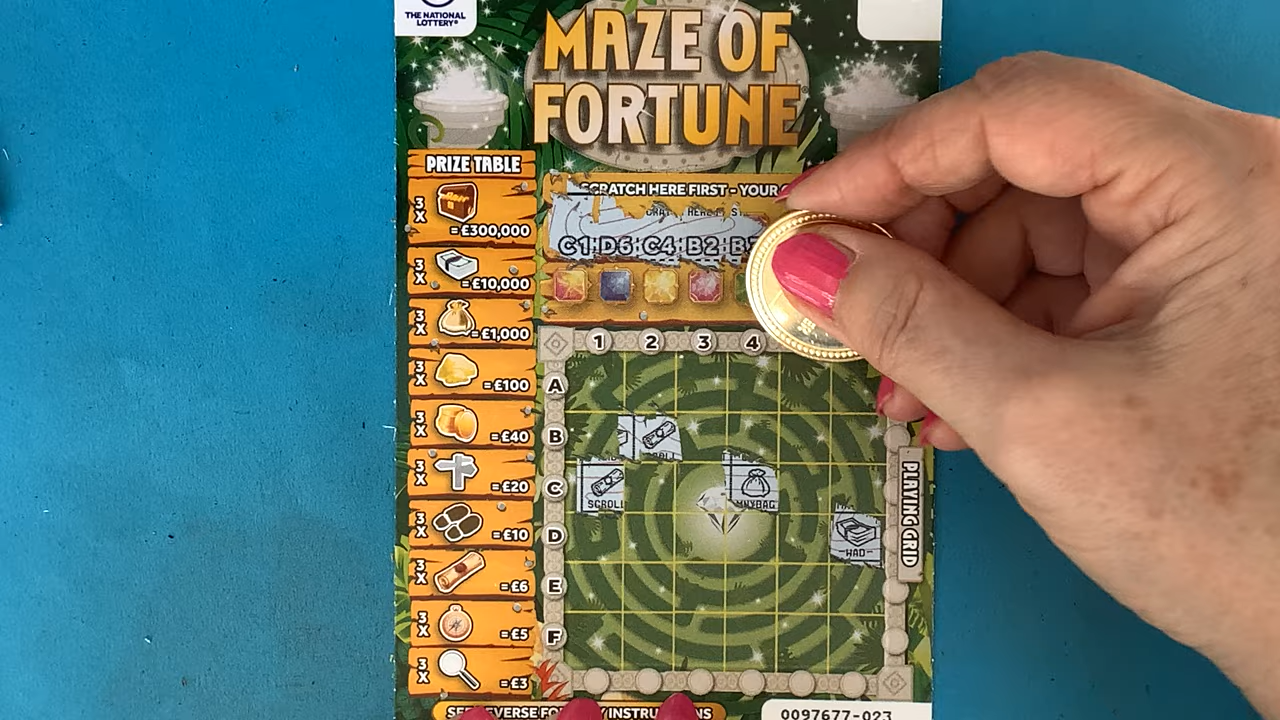 THE NATIONAL
LOTTERY®
MAZE OF
FORTUNE
PRIZE TABLE
3X = £300,000
3X = £10,000
3X = £1,000
3X = £100
3X = £40
3X = £20
3X = £10
3X = £6
3X = £5
3X = £3
SCRATCH HERE FIRST - YOUR
C1 D6 C4 B2
1 2 3 4
A
B
C
D
E
F
SCROLL
MNYBAG
WAD
PLAYING GRID
0097677-023